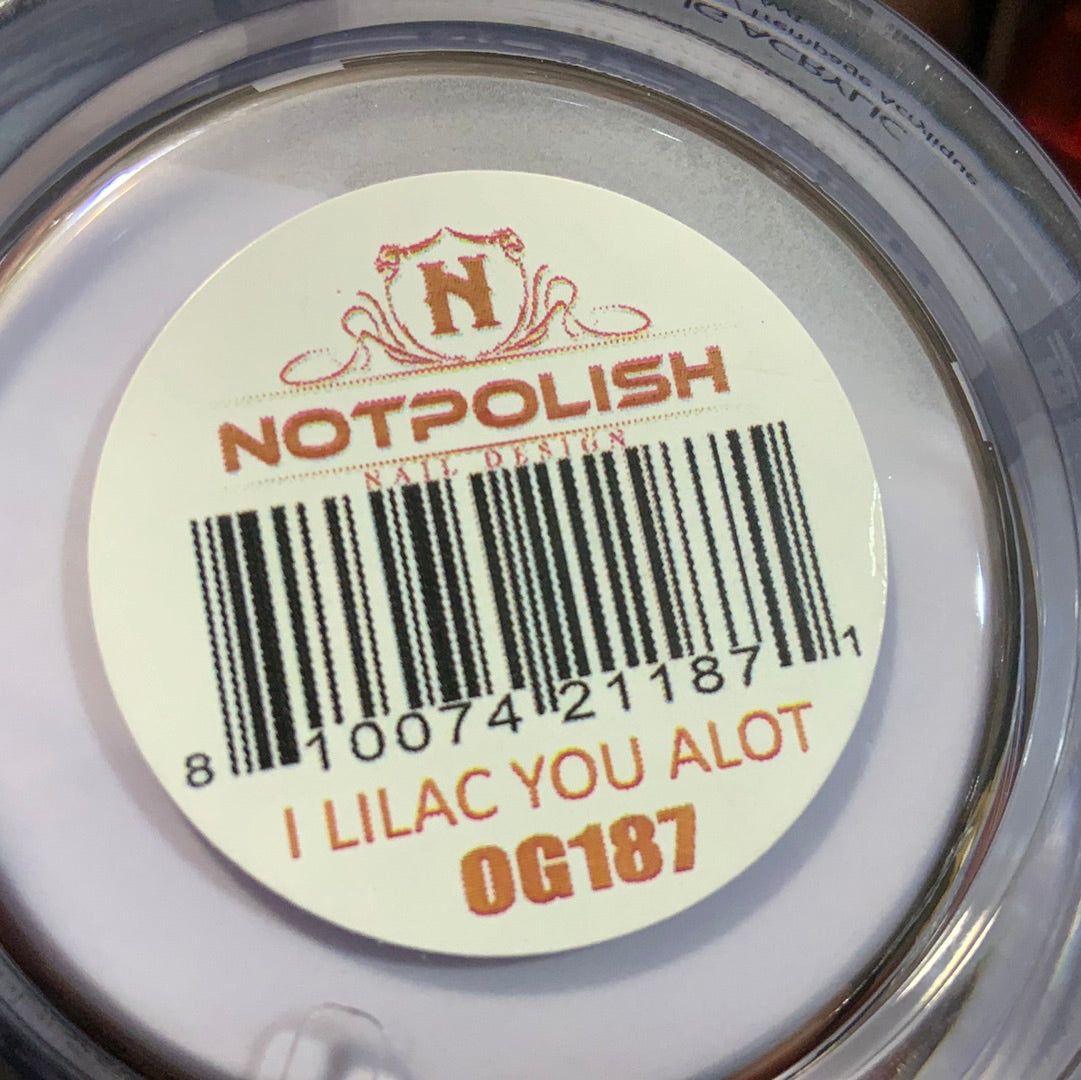 N
NOTPOLISH
NAIL DESIGN
8 10074 21187 1
I LILAC YOU ALOT
OG187